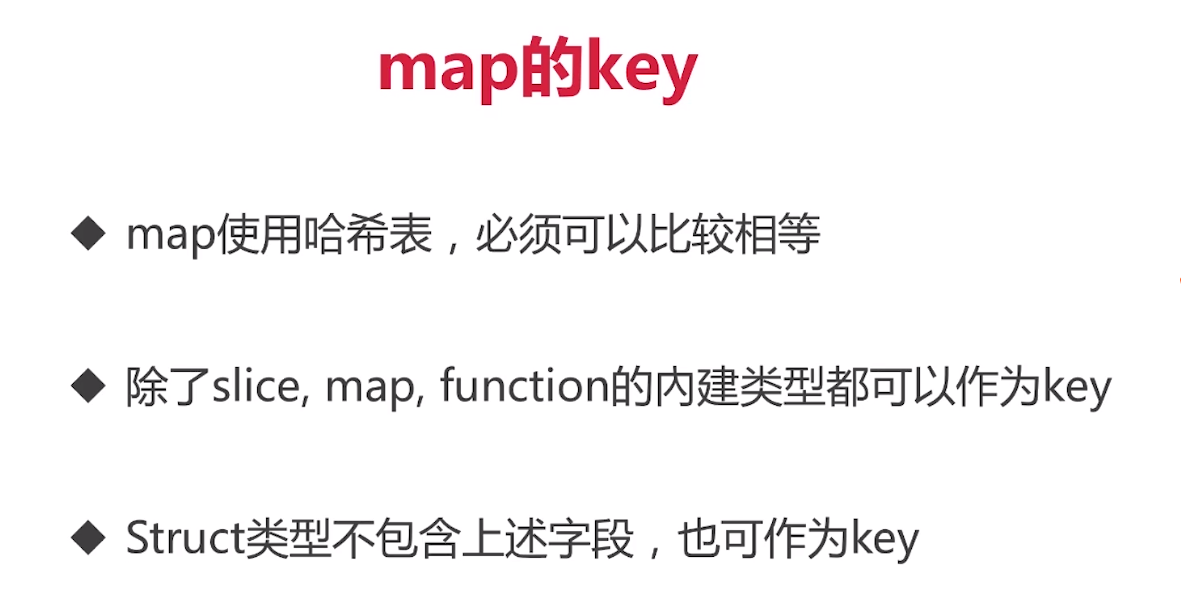 map的key
◆ map使用哈希表，必须可以比较相等
◆ 除了slice, map, function的内建类型都可以作为key
◆ Struct类型不包含上述字段，也可作为key